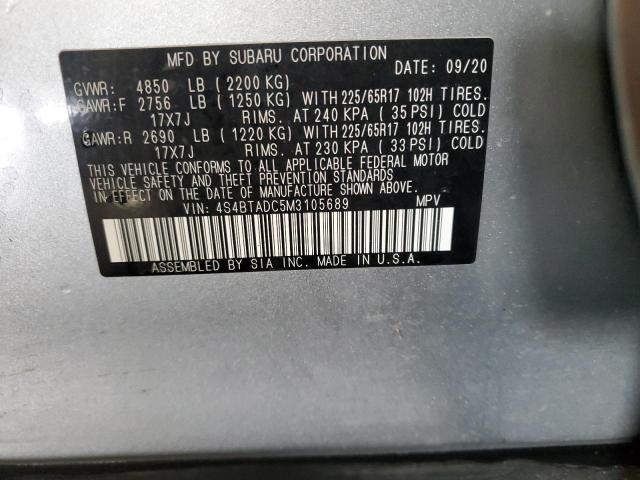 MFD BY SUBARU CORPORATION
DATE: 09/20
GVWR: 4850 LB (2200 KG)
GAWR:F 2756 LB (1250 KG) WITH 225/65R17 102H TIRES.
17X7J RIMS. AT 240 KPA (35 PSI) COLD
GAWR:R 2690 LB (1220 KG) WITH 225/65R17 102H TIRES.
17X7J RIMS. AT 230 KPA (33 PSI) COLD
THIS VEHICLE CONFORMS TO ALL APPLICABLE FEDERAL MOTOR
VEHICLE SAFETY AND THEFT PREVENTION STANDARDS
IN EFFECT ON THE DATE OF MANUFACTURE SHOWN ABOVE.
VIN: 4S4BTADC5M3105689 MPV
ASSEMBLED BY SIA INC. MADE IN U.S.A.